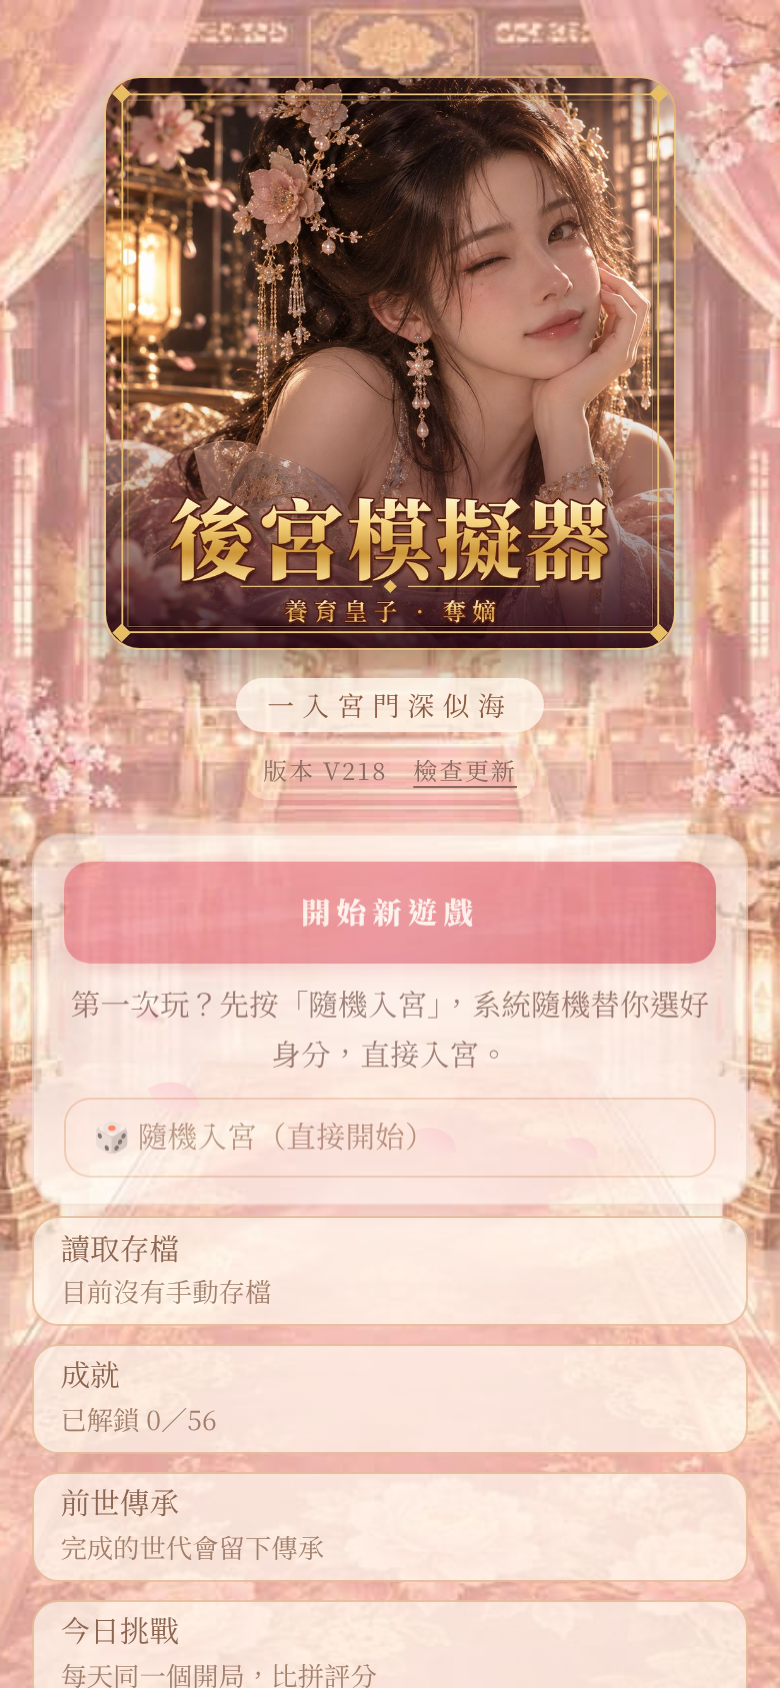 後宮模擬器
養育皇子 · 奪嫡
一入宮門深似海
版本 V218 檢查更新
開始新遊戲
第一次玩？先按「隨機入宮」，系統隨機替你選好
身分，直接入宮。
隨機入宮（直接開始）
讀取存檔
目前沒有手動存檔
成就
已解鎖 0／56
前世傳承
完成的世代會留下傳承
今日挑戰
每天同一個開局，比拼評分